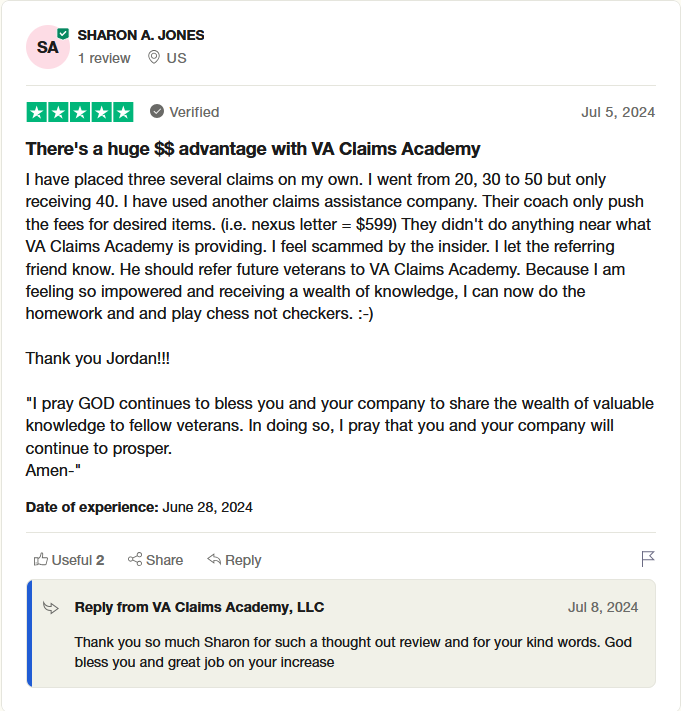 SA
SHARON A. JONES
1 review US
Verified
Jul 5, 2024
There's a huge $$ advantage with VA Claims Academy
I have placed three several claims on my own. I went from 20, 30 to 50 but only
receiving 40. I have used another claims assistance company. Their coach only push
the fees for desired items. (i.e. nexus letter = $599) They didn't do anything near what
VA Claims Academy is providing. I feel scammed by the insider. I let the referring
friend know. He should refer future veterans to VA Claims Academy. Because I am
feeling so impowered and receiving a wealth of knowledge, I can now do the
homework and and play chess not checkers. :-)
Thank you Jordan!!!
"I pray GOD continues to bless you and your company to share the wealth of valuable
knowledge to fellow veterans. In doing so, I pray that you and your company will
continue to prosper.
Amen-"
Date of experience: June 28, 2024
Useful 2 Share Reply
Reply from VA Claims Academy, LLC
Jul 8, 2024
Thank you so much Sharon for such a thought out review and for your kind words. God
bless you and great job on your increase